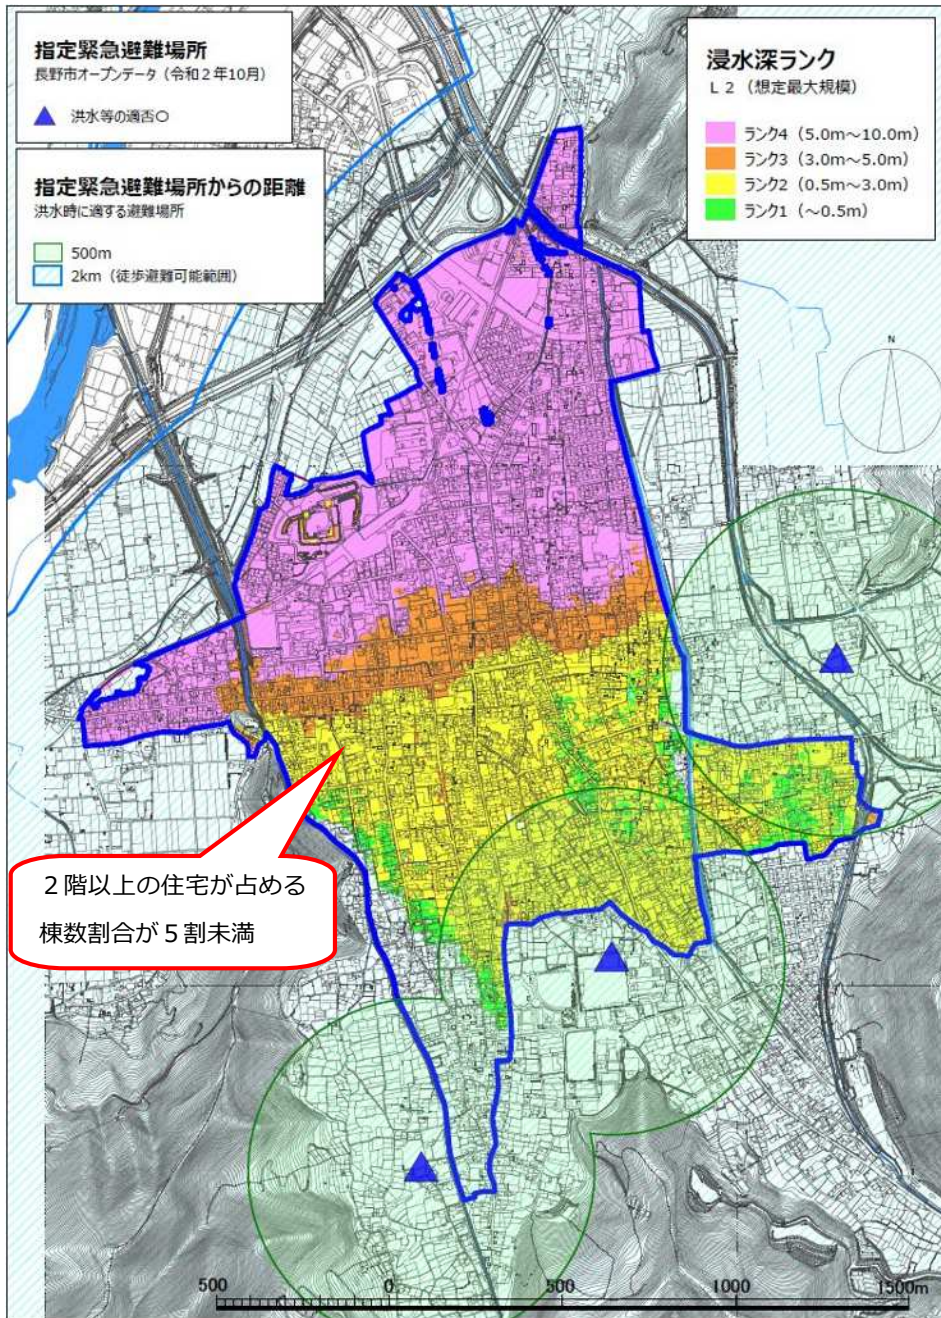 指定緊急避難場所
長野市オープンデータ（令和２年10月）
洪水等の適否○
指定緊急避難場所からの距離
洪水時に適する避難場所
500m
2km（徒歩避難可能範囲）
浸水深ランク
Ｌ２（想定最大規模）
ランク4（5.0m～10.0m）
ランク3（3.0m～5.0m）
ランク2（0.5m～3.0m）
ランク1（～0.5m）
N
２階以上の住宅が占める
棟数割合が５割未満
500 0 500 1000 1500m